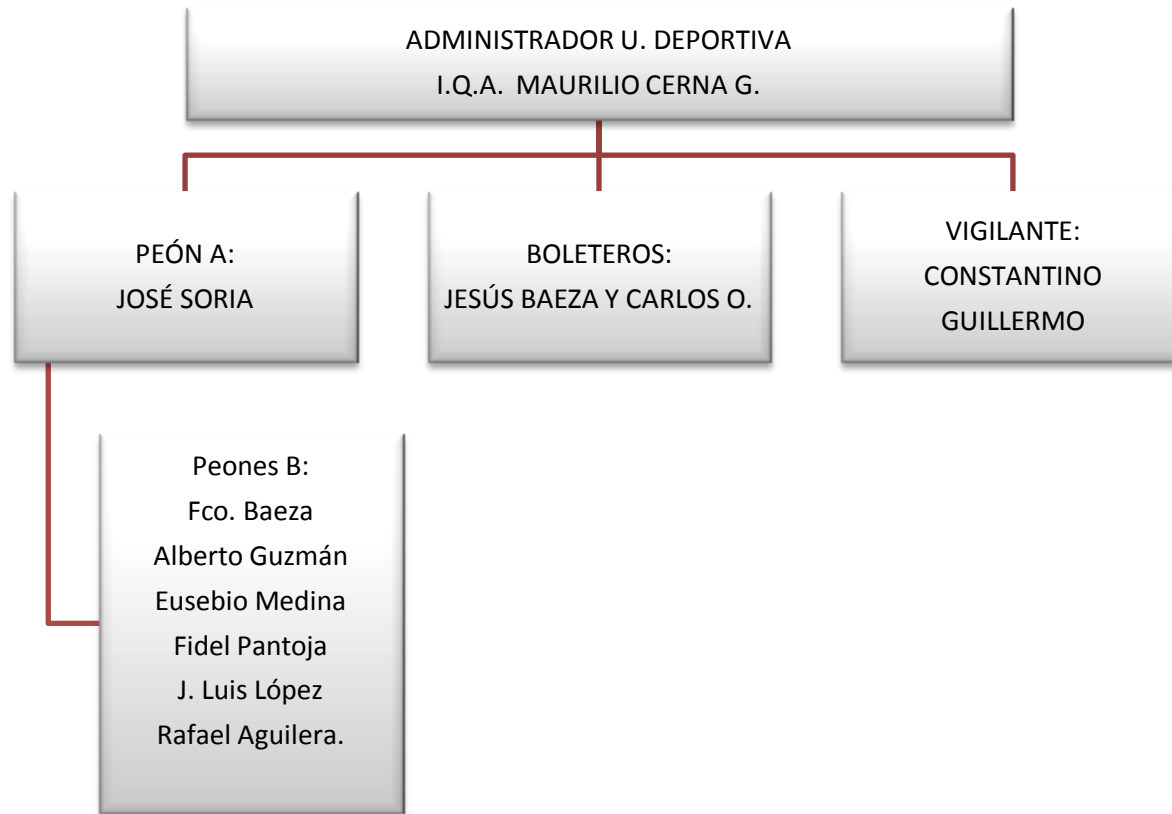 ADMINISTRADOR U. DEPORTIVA
I.Q.A. MAURILIO CERNA G.
PEÓN A:
JOSÉ SORIA
BOLETEROS:
JESÚS BAEZA Y CARLOS O.
VIGILANTE:
CONSTANTINO
GUILLERMO
Peones B:
Fco. Baeza
Alberto Guzmán
Eusebio Medina
Fidel Pantoja
J. Luis López
Rafael Aguilera.